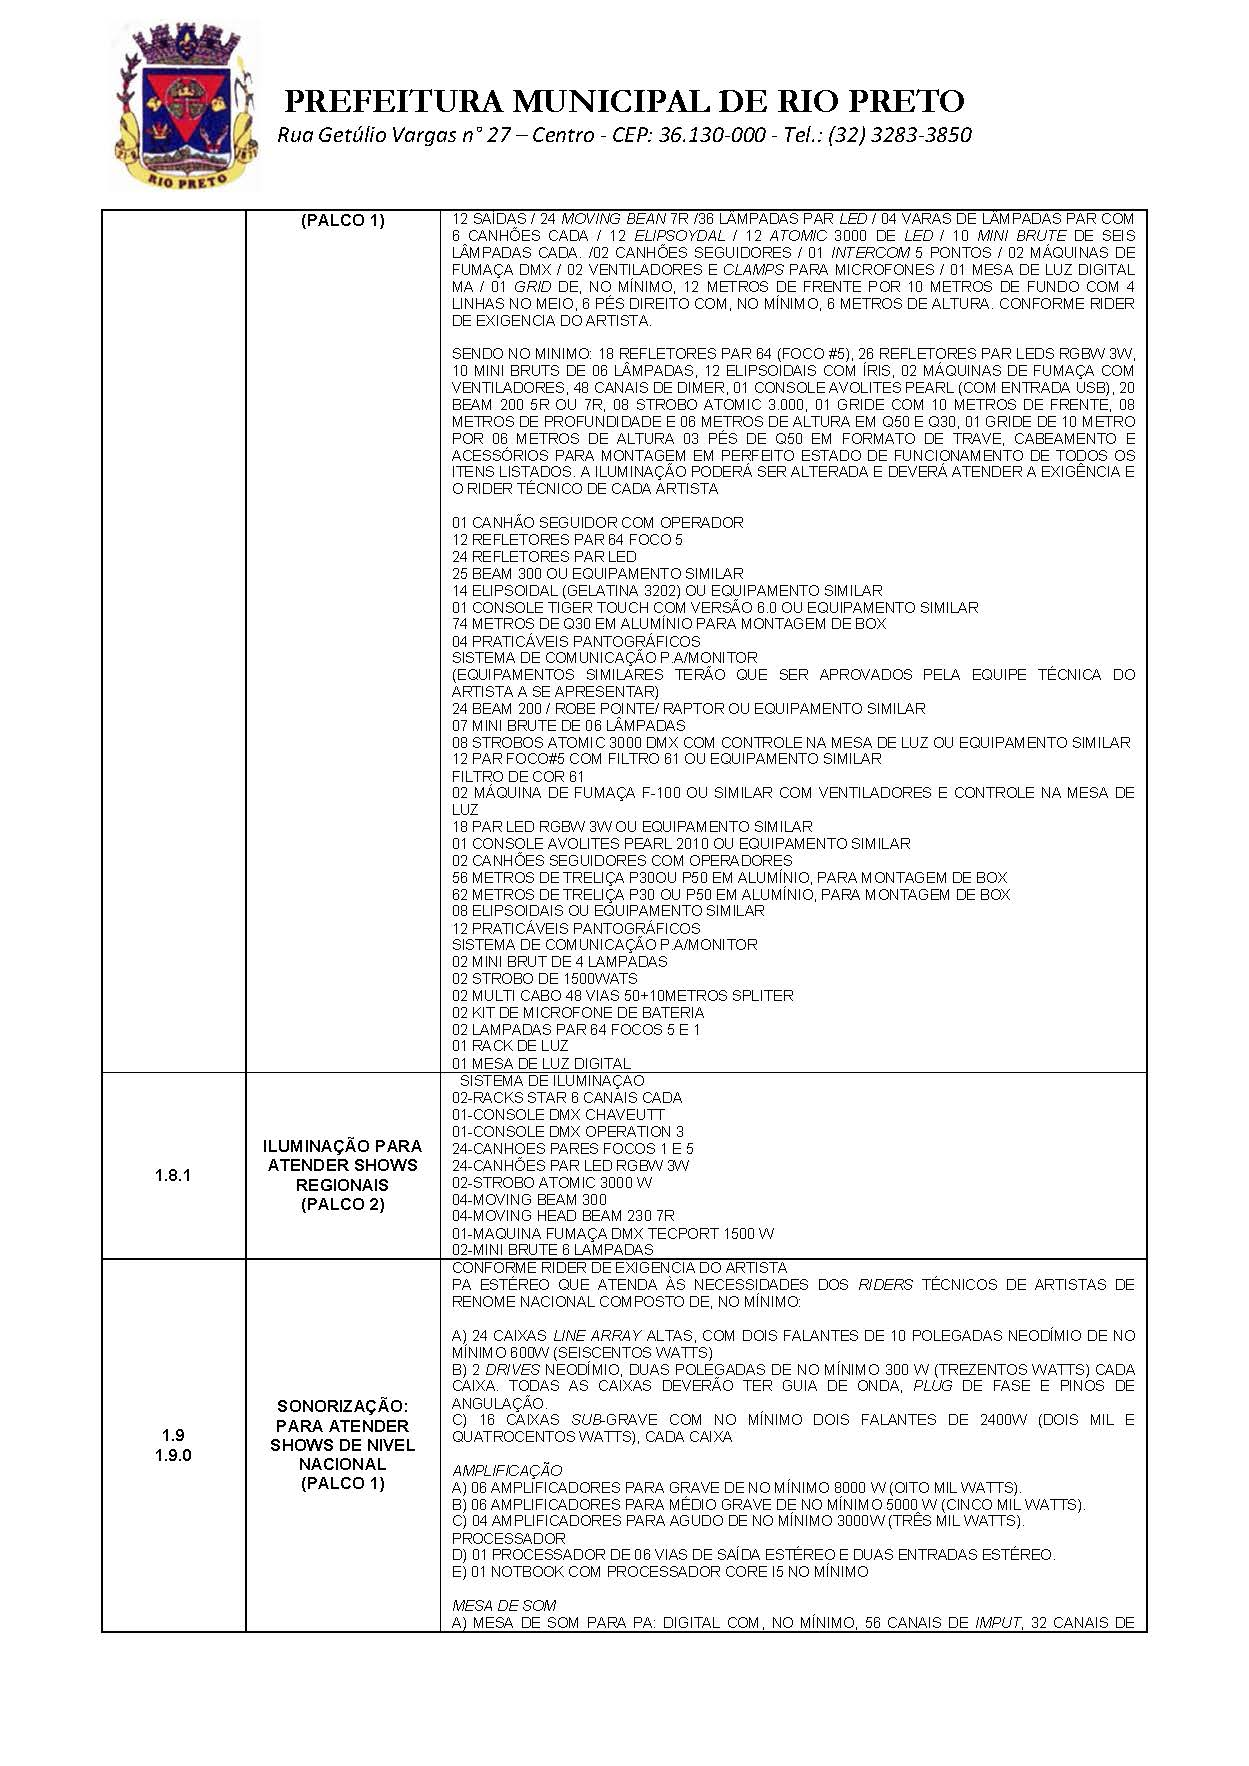 RIO PRETO
PREFEITURA MUNICIPAL DE RIO PRETO
Rua Getúlio Vargas n° 27 – Centro - CEP: 36.130-000 - Tel.: (32) 3283-3850
(PALCO 1)
12 SAÍDAS / 24 MOVING BEAN 7R /36 LÂMPADAS PAR LED / 04 VARAS DE LÂMPADAS PAR COM
6 CANHÕES CADA / 12 ELIPSOYDAL / 12 ATOMIC 3000 DE LED / 10 MINI BRUTE DE SEIS
LÂMPADAS CADA. /02 CANHÕES SEGUIDORES / 01 INTERCOM 5 PONTOS / 02 MÁQUINAS DE
FUMAÇA DMX / 02 VENTILADORES E CLAMPS PARA MICROFONES / 01 MESA DE LUZ DIGITAL
MA / 01 GRID DE, NO MÍNIMO, 12 METROS DE FRENTE POR 10 METROS DE FUNDO COM 4
LINHAS NO MEIO, 6 PÉS DIREITO COM, NO MÍNIMO, 6 METROS DE ALTURA. CONFORME RIDER
DE EXIGENCIA DO ARTISTA.
SENDO NO MINIMO: 18 REFLETORES PAR 64 (FOCO #5), 26 REFLETORES PAR LEDS RGBW 3W,
10 MINI BRUTS DE 06 LÂMPADAS, 12 ELIPSOIDAIS COM ÍRIS, 02 MÁQUINAS DE FUMAÇA COM
VENTILADORES, 48 CANAIS DE DIMER, 01 CONSOLE AVOLITES PEARL (COM ENTRADA USB), 20
BEAM 200 5R OU 7R, 08 STROBO ATOMIC 3.000, 01 GRIDE COM 10 METROS DE FRENTE, 08
METROS DE PROFUNDIDADE E 06 METROS DE ALTURA EM Q50 E Q30, 01 GRIDE DE 10 METRO
POR 06 METROS DE ALTURA 03 PÉS DE Q50 EM FORMATO DE TRAVE, CABEAMENTO E
ACESSÓRIOS PARA MONTAGEM EM PERFEITO ESTADO DE FUNCIONAMENTO DE TODOS OS
ITENS LISTADOS. A ILUMINAÇÃO PODERÁ SER ALTERADA E DEVERÁ ATENDER A EXIGÊNCIA E
O RIDER TÉCNICO DE CADA ARTISTA
01 CANHÃO SEGUIDOR COM OPERADOR
12 REFLETORES PAR 64 FOCO 5
24 REFLETORES PAR LED
25 BEAM 300 OU EQUIPAMENTO SIMILAR
14 ELIPSOIDAL (GELATINA 3202) OU EQUIPAMENTO SIMILAR
01 CONSOLE TIGER TOUCH COM VERSÃO 6.0 OU EQUIPAMENTO SIMILAR
74 METROS DE Q30 EM ALUMÍNIO PARA MONTAGEM DE BOX
04 PRATICÁVEIS PANTOGRÁFICOS
SISTEMA DE COMUNICAÇÃO P.A/MONITOR
(EQUIPAMENTOS SIMILARES TERÃO QUE SER APROVADOS PELA EQUIPE TÉCNICA DO
ARTISTA A SE APRESENTAR)
24 BEAM 200 / ROBE POINTE/ RAPTOR OU EQUIPAMENTO SIMILAR
07 MINI BRUTE DE 06 LÂMPADAS
08 STROBOS ATOMIC 3000 DMX COM CONTROLE NA MESA DE LUZ OU EQUIPAMENTO SIMILAR
12 PAR FOCO#5 COM FILTRO 61 OU EQUIPAMENTO SIMILAR
FILTRO DE COR 61
02 MÁQUINA DE FUMAÇA F-100 OU SIMILAR COM VENTILADORES E CONTROLE NA MESA DE
LUZ
18 PAR LED RGBW 3W OU EQUIPAMENTO SIMILAR
01 CONSOLE AVOLITES PEARL 2010 OU EQUIPAMENTO SIMILAR
02 CANHÕES SEGUIDORES COM OPERADORES
56 METROS DE TRELIÇA P30OU P50 EM ALUMÍNIO, PARA MONTAGEM DE BOX
62 METROS DE TRELIÇA P30 OU P50 EM ALUMÍNIO, PARA MONTAGEM DE BOX
08 ELIPSOIDAIS OU EQUIPAMENTO SIMILAR
12 PRATICÁVEIS PANTOGRÁFICOS
SISTEMA DE COMUNICAÇÃO P.A/MONITOR
02 MINI BRUT DE 4 LAMPADAS
02 STROBO DE 1500WATS
02 MULTI CABO 48 VIAS 50+10METROS SPLITER
02 KIT DE MICROFONE DE BATERIA
02 LAMPADAS PAR 64 FOCOS 5 E 1
01 RACK DE LUZ
01 MESA DE LUZ DIGITAL
1.8.1
ILUMINAÇÃO PARA
ATENDER SHOWS
REGIONAIS
(PALCO 2)
SISTEMA DE ILUMINAÇAO
02-RACKS STAR 6 CANAIS CADA
01-CONSOLE DMX CHAVEUTT
01-CONSOLE DMX OPERATION 3
24-CANHOES PARES FOCOS 1 E 5
24-CANHÕES PAR LED RGBW 3W
02-STROBO ATOMIC 3000 W
04-MOVING BEAM 300
04-MOVING HEAD BEAM 230 7R
01-MAQUINA FUMAÇA DMX TECPORT 1500 W
02-MINI BRUTE 6 LAMPADAS
1.9
1.9.0
SONORIZAÇÃO:
PARA ATENDER
SHOWS DE NIVEL
NACIONAL
(PALCO 1)
CONFORME RIDER DE EXIGENCIA DO ARTISTA
PA ESTÉREO QUE ATENDA ÀS NECESSIDADES DOS RIDERS TÉCNICOS DE ARTISTAS DE
RENOME NACIONAL COMPOSTO DE, NO MÍNIMO:
A) 24 CAIXAS LINE ARRAY ALTAS, COM DOIS FALANTES DE 10 POLEGADAS NEODÍMIO DE NO
MÍNIMO 600W (SEISCENTOS WATTS)
B) 2 DRIVES NEODÍMIO, DUAS POLEGADAS DE NO MÍNIMO 300 W (TREZENTOS WATTS) CADA
CAIXA. TODAS AS CAIXAS DEVERÃO TER GUIA DE ONDA, PLUG DE FASE E PINOS DE
ANGULAÇÃO.
C) 16 CAIXAS SUB-GRAVE COM NO MÍNIMO DOIS FALANTES DE 2400W (DOIS MIL E
QUATROCENTOS WATTS), CADA CAIXA
AMPLIFICAÇÃO
A) 06 AMPLIFICADORES PARA GRAVE DE NO MÍNIMO 8000 W (OITO MIL WATTS).
B) 06 AMPLIFICADORES PARA MÉDIO GRAVE DE NO MÍNIMO 5000 W (CINCO MIL WATTS).
C) 04 AMPLIFICADORES PARA AGUDO DE NO MÍNIMO 3000W (TRÊS MIL WATTS).
PROCESSADOR
D) 01 PROCESSADOR DE 06 VIAS DE SAÍDA ESTÉREO E DUAS ENTRADAS ESTÉREO.
E) 01 NOTBOOK COM PROCESSADOR CORE I5 NO MÍNIMO
MESA DE SOM
A) MESA DE SOM PARA PA: DIGITAL COM, NO MÍNIMO, 56 CANAIS DE IMPUT, 32 CANAIS DE